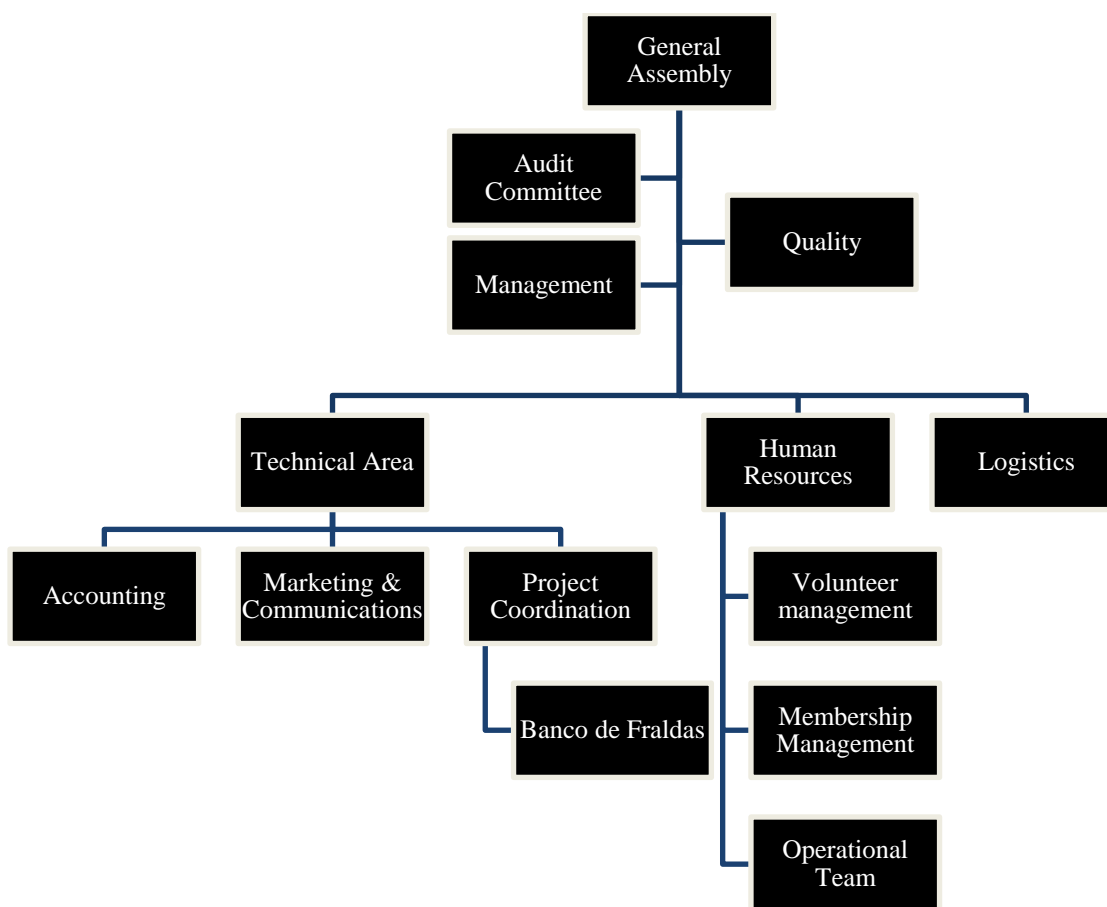 General
Assembly
Audit
Committee
Quality
Management
Technical Area
Human
Resources
Logistics
Accounting
Marketing &
Communications
Project
Coordination
Volunteer
management
Banco de Fraldas
Membership
Management
Operational
Team